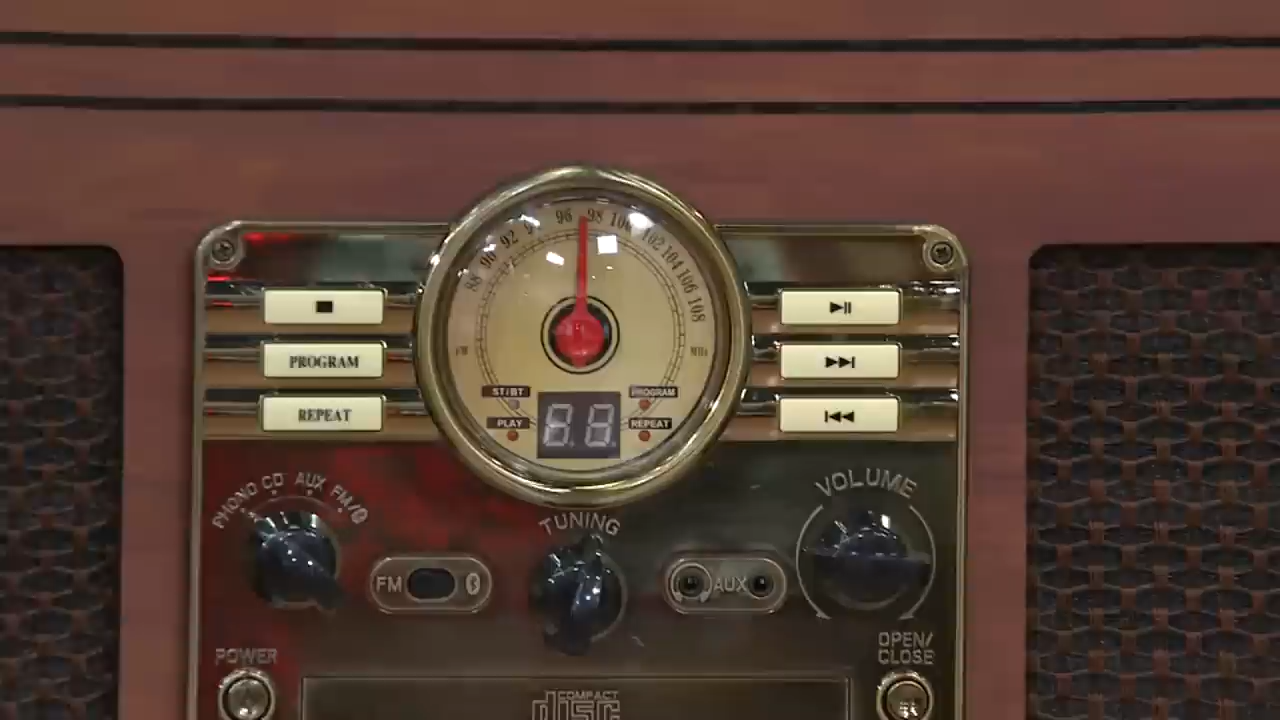 88 90 92 96 98 100 102 104 106 108
FM MHz
PROGRAM
REPEAT
ST/BT PROGRAM
PLAY REPEAT
88
PHONO CD AUX FM/
TUNING
VOLUME
FM AUX
POWER
OPEN/
CLOSE
COMPACT
disc